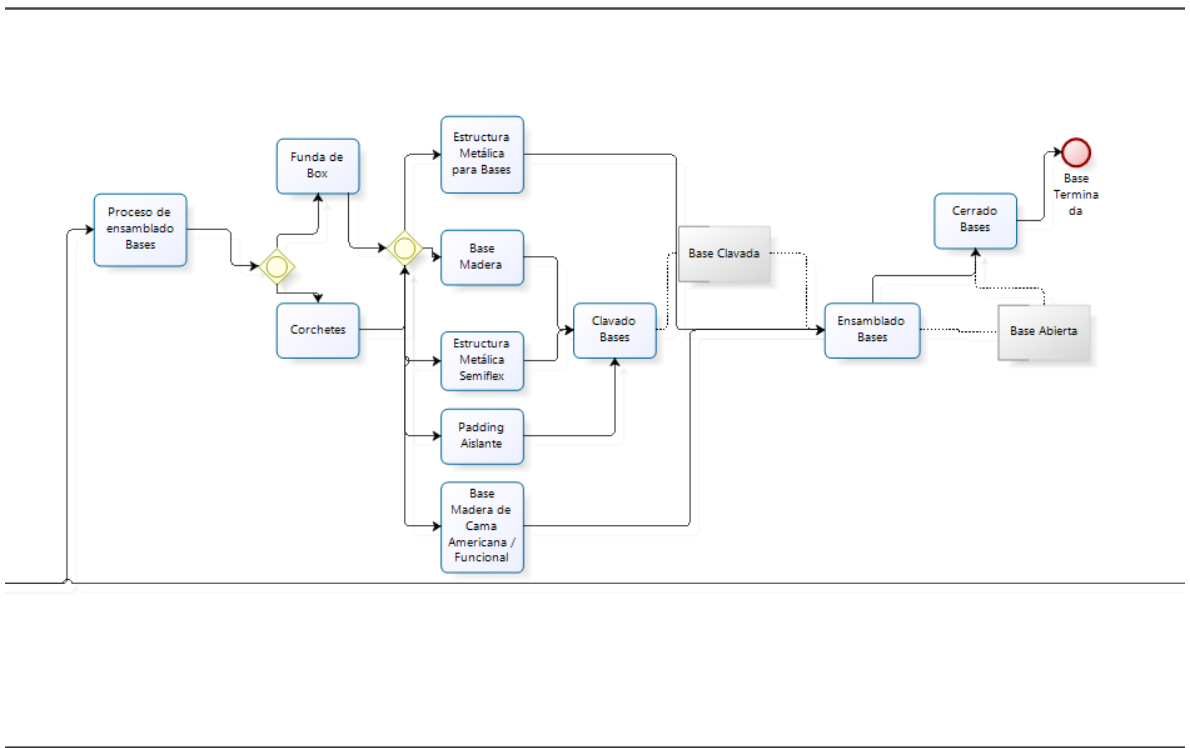 Proceso de
ensamblado
Bases
Funda de
Box
Corchetes
Estructura
Metálica
para Bases
Base
Madera
Estructura
Metálica
Semiflex
Padding
Aislante
Base
Madera de
Cama
Americana /
Funcional
Clavado
Bases
Base Clavada
Ensamblado
Bases
Cerrado
Bases
Base Abierta
Base
Termina
da